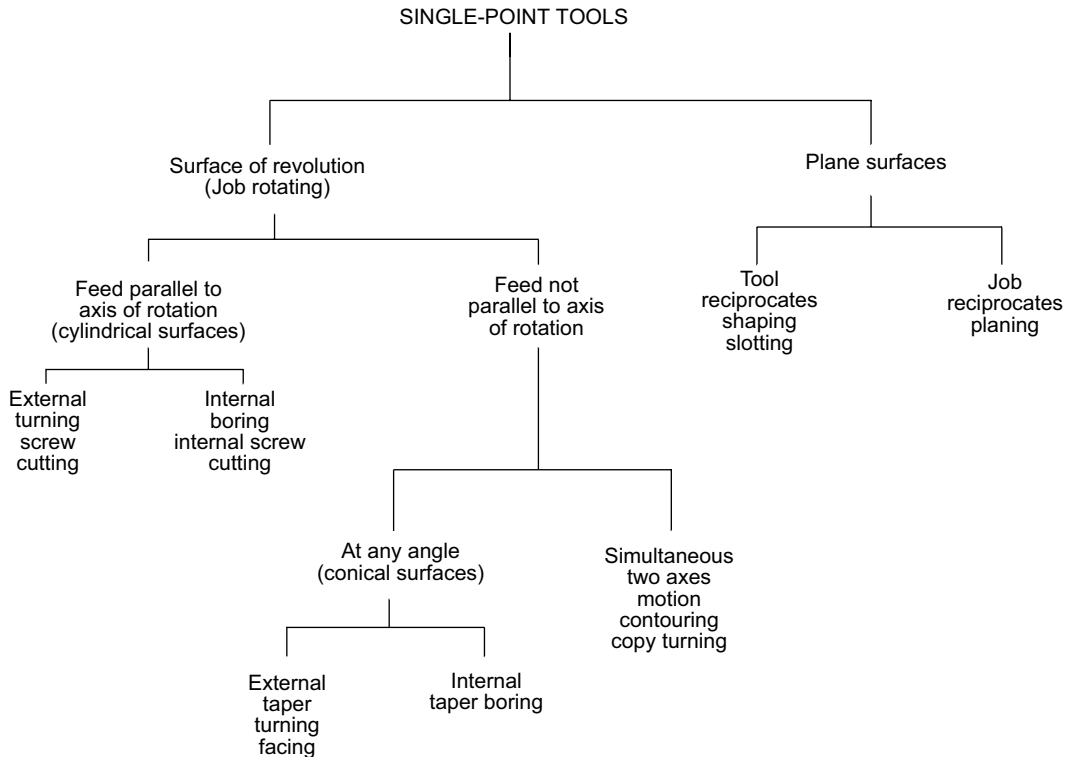 SINGLE-POINT TOOLS
Surface of revolution
(Job rotating)
Plane surfaces
Feed parallel to
axis of rotation
(cylindrical surfaces)
Feed not
parallel to axis
of rotation
Tool
reciprocates
shaping
slotting
Job
reciprocates
planing
External
turning
screw
cutting
Internal
boring
internal screw
cutting
At any angle
(conical surfaces)
Simultaneous
two axes
motion
contouring
copy turning
External
taper
turning
facing
Internal
taper boring